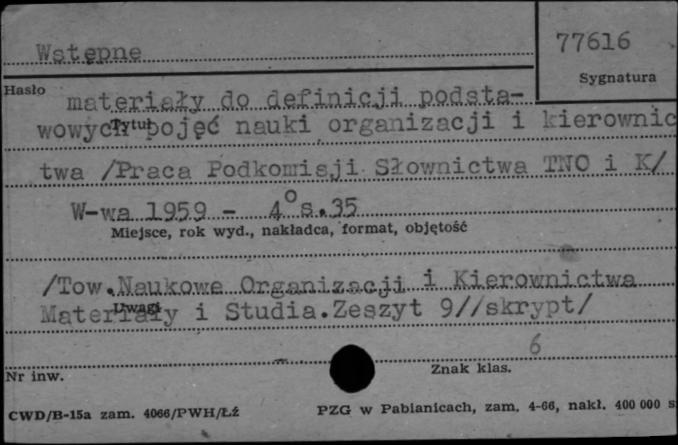 Wstępne
77616
Sygnatura
Hasło
materiały do definicji podsta-
Tytuł
wowych pojęć nauki organizacji i kierownic
twa /Praca Podkomisji Słownictwa TNO i K/
W-wa 1959 - 4°s.35
Miejsce, rok wyd., nakładca, format, objętość
/Tow.Naukowe Organizacji i Kierownictwa
Uwagi
Materiały i Studia.Zeszyt 9//skrypt/
6
Nr inw.
Znak klas.
CWD/B-15a zam. 4066/PWH/Łź
PZG w Pabianicach, zam. 4-66, nakł. 400 000 s